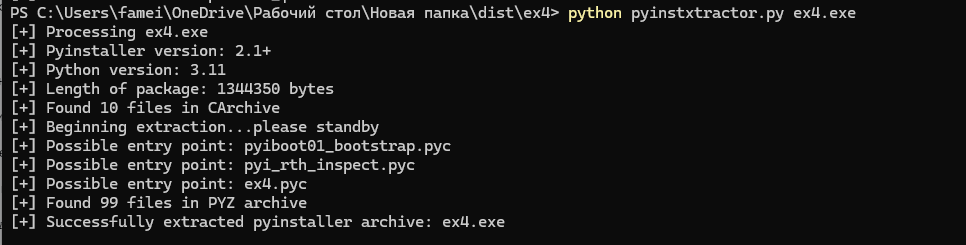 PS C:\Users\famei\OneDrive\Рабочий стол\Новая папка\dist\ex4> python pyinstxtractor.py ex4.exe
[+] Processing ex4.exe
[+] Pyinstaller version: 2.1+
[+] Python version: 3.11
[+] Length of package: 1344350 bytes
[+] Found 10 files in CArchive
[+] Beginning extraction...please standby
[+] Possible entry point: pyiboot01_bootstrap.pyc
[+] Possible entry point: pyi_rth_inspect.pyc
[+] Possible entry point: ex4.pyc
[+] Found 99 files in PYZ archive
[+] Successfully extracted pyinstaller archive: ex4.exe